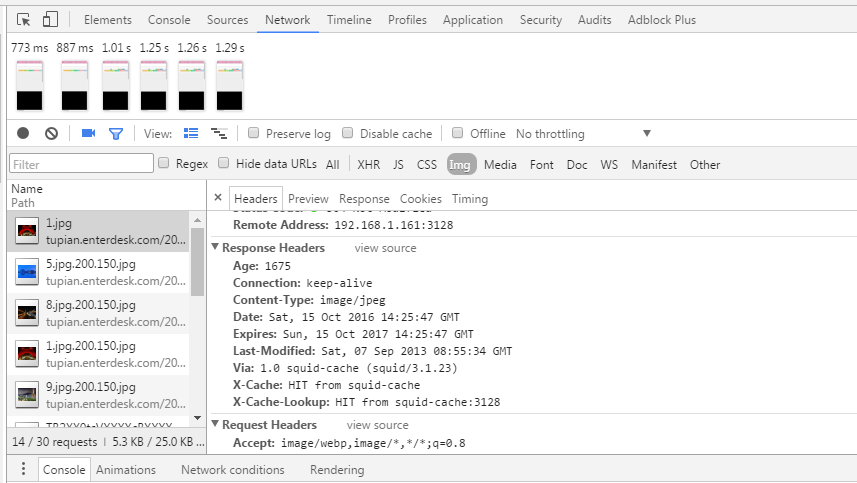 Elements Console Sources Network Timeline Profiles Application Security Audits Adblock Plus
773 ms 887 ms 1.01 s 1.25 s 1.26 s 1.29 s
View: Preserve log Disable cache Offline No throttling
Filter Regex Hide data URLs All XHR JS CSS Img Media Font Doc WS Manifest Other
Name
Path
1.jpg
tupian.enterdesk.com/20...
5.jpg.200.150.jpg
tupian.enterdesk.com/20...
8.jpg.200.150.jpg
tupian.enterdesk.com/20...
1.jpg.200.150.jpg
tupian.enterdesk.com/20...
9.jpg.200.150.jpg
tupian.enterdesk.com/20...
14 / 30 requests | 5.3 KB / 25.0 KB ...
× Headers Preview Response Cookies Timing
Remote Address: 192.168.1.161:3128
Response Headers view source
Age: 1675
Connection: keep-alive
Content-Type: image/jpeg
Date: Sat, 15 Oct 2016 14:25:47 GMT
Expires: Sun, 15 Oct 2017 14:25:47 GMT
Last-Modified: Sat, 07 Sep 2013 08:55:34 GMT
Via: 1.0 squid-cache (squid/3.1.23)
X-Cache: HIT from squid-cache
X-Cache-Lookup: HIT from squid-cache:3128
Request Headers view source
Accept: image/webp,image/*,*/*;q=0.8
Console Animations Network conditions Rendering